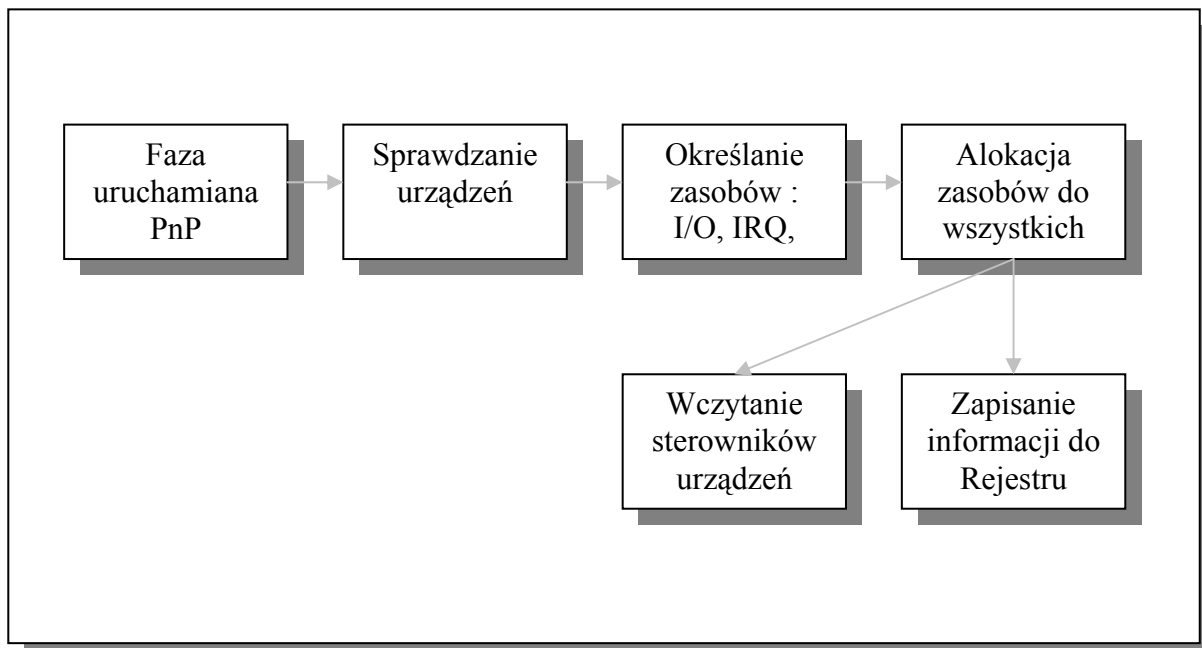 Faza
uruchamiana
PnP
Sprawdzanie
urządzeń
Określanie
zasobów :
I/O, IRQ,
Alokacja
zasobów do
wszystkich
Wczytanie
sterowników
urządzeń
Zapisanie
informacji do
Rejestru